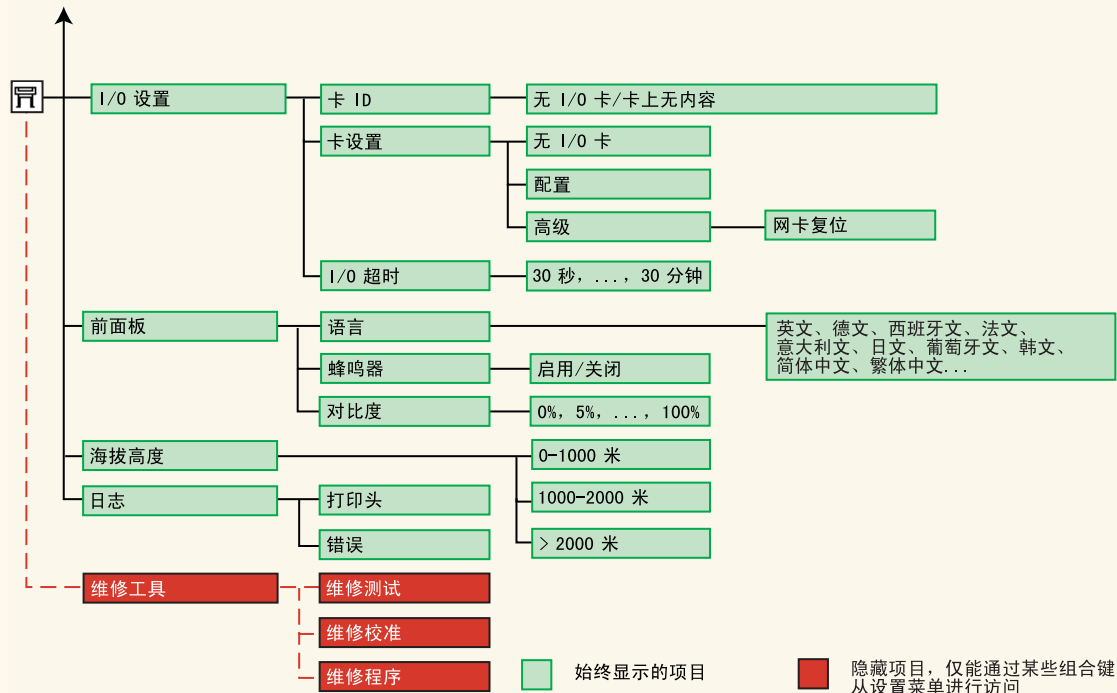 I/O 设置
卡 ID
无 I/O 卡/卡上无内容
卡设置
无 I/O 卡
配置
高级
网卡复位
I/O 超时
30 秒，...，30 分钟
前面板
语言
英文、德文、西班牙文、法文、
意大利文、日文、葡萄牙文、韩文、
简体中文、繁体中文...
蜂鸣器
启用/关闭
对比度
0%，5%，...，100%
海拔高度
0-1000 米
1000-2000 米
> 2000 米
日志
打印头
错误
维修工具
维修测试
维修校准
维修程序
始终显示的项目
隐藏项目，仅能通过某些组合键
从设置菜单进行访问